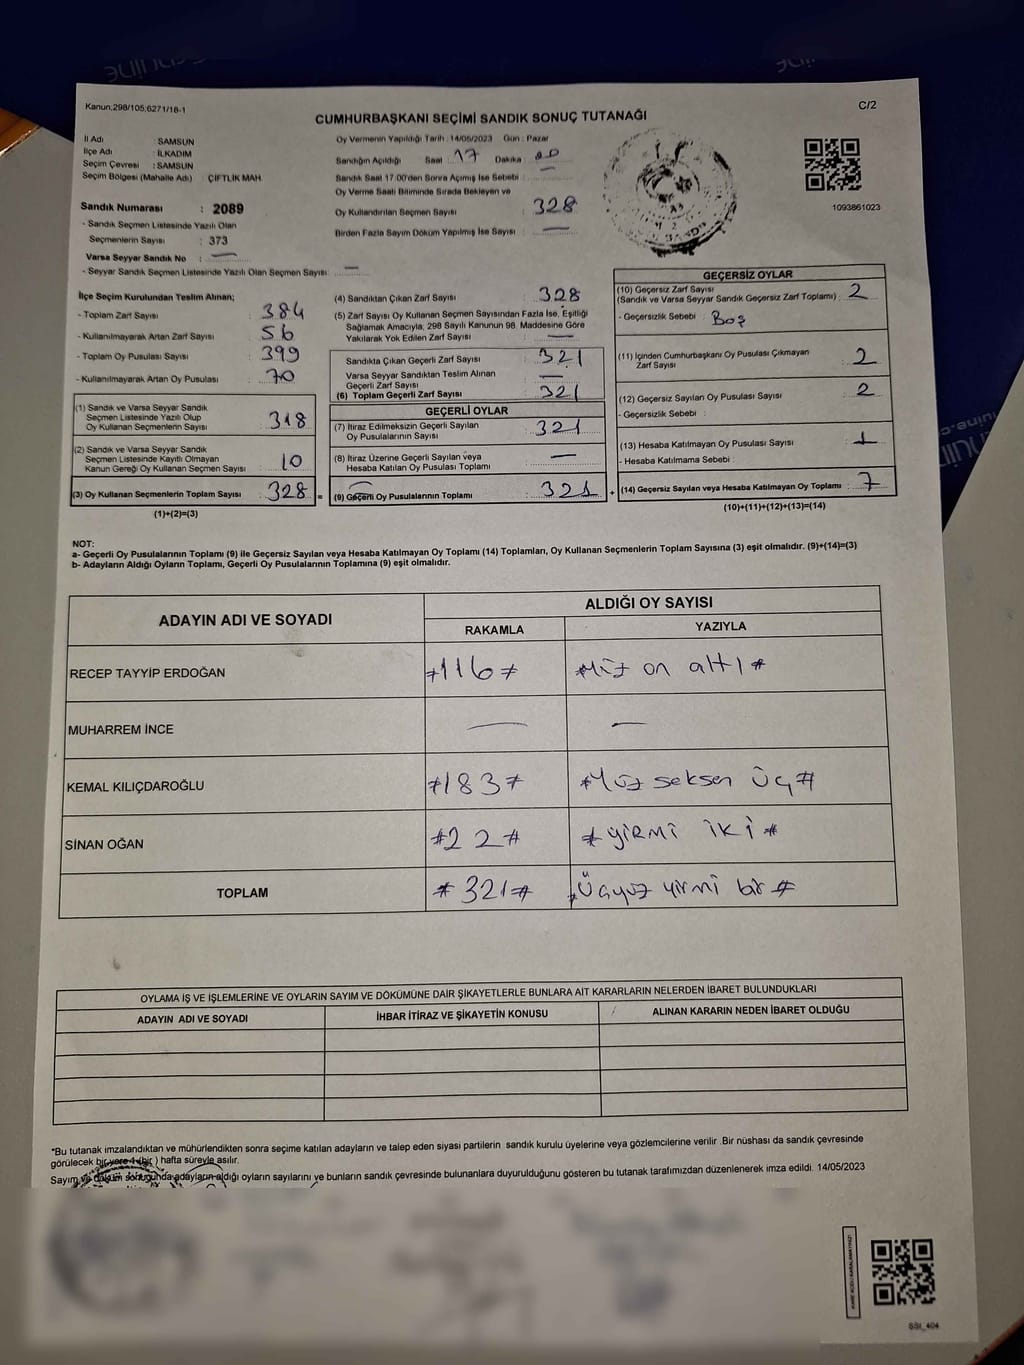 Kanun;298/105,6271/18-1
C/2
CUMHURBAŞKANI SEÇİMİ SANDIK SONUÇ TUTANAĞI
İl Adı SAMSUN
İlçe Adı : İLKADIM
Seçim Çevresi : SAMSUN
Seçim Bölgesi (Mahalle Adı) : ÇİFTLİK MAH.
Sandık Numarası : 2089
- Sandık Seçmen Listesinde Yazılı Olan
Seçmenlerin Sayısı : 373
Varsa Seyyar Sandık No : —
- Seyyar Sandık Seçmen Listesinde Yazılı Olan Seçmen Sayısı: —
Oy Vermenin Yapıldığı Tarih : 14/05/2023 Gün : Pazar
Sandığın Açıldığı Saat : 17 Dakika : 00
Sandık Saat 17:00'den Sonra Açımış İse Sebebi :
Oy Verme Saati Bitiminde Sırada Bekleyen ve
Oy Kullandırılan Seçmen Sayısı : 328
Birden Fazla Sayım Döküm Yapılmış İse Sayısı : —
1093861023
İlçe Seçim Kurulundan Teslim Alınan;
- Toplam Zarf Sayısı : 384
- Kullanılmayarak Artan Zarf Sayısı : 56
- Toplam Oy Pusulası Sayısı : 399
- Kullanılmayarak Artan Oy Pusulası : 70
(1) Sandık ve Varsa Seyyar Sandık
Seçmen Listesinde Yazılı Olup
Oy Kullanan Seçmenlerin Sayısı : 318
(2) Sandık ve Varsa Seyyar Sandık
Seçmen Listesinde Kayıtlı Olmayan
Kanun Gereği Oy Kullanan Seçmen Sayısı : 10
(3) Oy Kullanan Seçmenlerin Toplam Sayısı : 328 =
(1)+(2)=(3)
(4) Sandıktan Çıkan Zarf Sayısı : 328
(5) Zarf Sayısı Oy Kullanan Seçmen Sayısından Fazla İse, Eşitliği
Sağlamak Amacıyla, 298 Sayılı Kanunun 98. Maddesine Göre
Yakılarak Yok Edilen Zarf Sayısı : —
Sandıkta Çıkan Geçerli Zarf Sayısı : 321
Varsa Seyyar Sandıktan Teslim Alınan
Geçerli Zarf Sayısı : —
(6) Toplam Geçerli Zarf Sayısı : 321
GEÇERLİ OYLAR
(7) İtiraz Edilmeksizin Geçerli Sayılan
Oy Pusulalarının Sayısı : 321
(8) İtiraz Üzerine Geçerli Sayılan veya
Hesaba Katılan Oy Pusulası Toplamı : —
(9) Geçerli Oy Pusulalarının Toplamı : 321 +
GEÇERSİZ OYLAR
(10) Geçersiz Zarf Sayısı
(Sandık ve Varsa Seyyar Sandık Geçersiz Zarf Toplamı) : 2
- Geçersizlik Sebebi : Boş
(11) İçinden Cumhurbaşkanı Oy Pusulası Çıkmayan
Zarf Sayısı : 2
(12) Geçersiz Sayılan Oy Pusulası Sayısı : 2
- Geçersizlik Sebebi :
(13) Hesaba Katılmayan Oy Pusulası Sayısı : 1
- Hesaba Katılmama Sebebi :
(14) Geçersiz Sayılan veya Hesaba Katılmayan Oy Toplamı : 7
(10)+(11)+(12)+(13)=(14)
NOT:
a- Geçerli Oy Pusulalarının Toplamı (9) ile Geçersiz Sayılan veya Hesaba Katılmayan Oy Toplamı (14) Toplamları, Oy Kullanan Seçmenlerin Toplam Sayısına (3) eşit olmalıdır. (9)+(14)=(3)
b- Adayların Aldığı Oyların Toplamı, Geçerli Oy Pusulalarının Toplamına (9) eşit olmalıdır.
ADAYIN ADI VE SOYADI ALDIĞI OY SAYISI
RAKAMLA YAZIYLA
RECEP TAYYİP ERDOĞAN #116# #Yüz on altı#
MUHARREM İNCE — —
KEMAL KILIÇDAROĞLU #183# #Yüz seksen üç#
SİNAN OĞAN #22# #YİRMİ İKİ#
TOPLAM #321# #Üçyüz yirmi bir#
OYLAMA İŞ VE İŞLEMLERİNE VE OYLARIN SAYIM VE DÖKÜMÜNE DAİR ŞİKAYETLERLE BUNLARA AİT KARARLARIN NELERDEN İBARET BULUNDUKLARI
ADAYIN ADI VE SOYADI İHBAR İTİRAZ VE ŞİKAYETİN KONUSU ALINAN KARARIN NEDEN İBARET OLDUĞU
*Bu tutanak imzalandıktan ve mühürlendikten sonra seçime katılan adayların ve talep eden siyasi partilerin sandık kurulu üyelerine veya gözlemcilerine verilir .Bir nüshası da sandık çevresinde
görülecek bir yere 1 (bir ) hafta süreyle asılır.
Sayım ve döküm sonucunda adayların aldığı oyların sayılarını ve bunların sandık çevresinde bulunanlara duyurulduğunu gösteren bu tutanak tarafımızdan düzenlenerek imza edildi. 14/05/2023
SSI_404